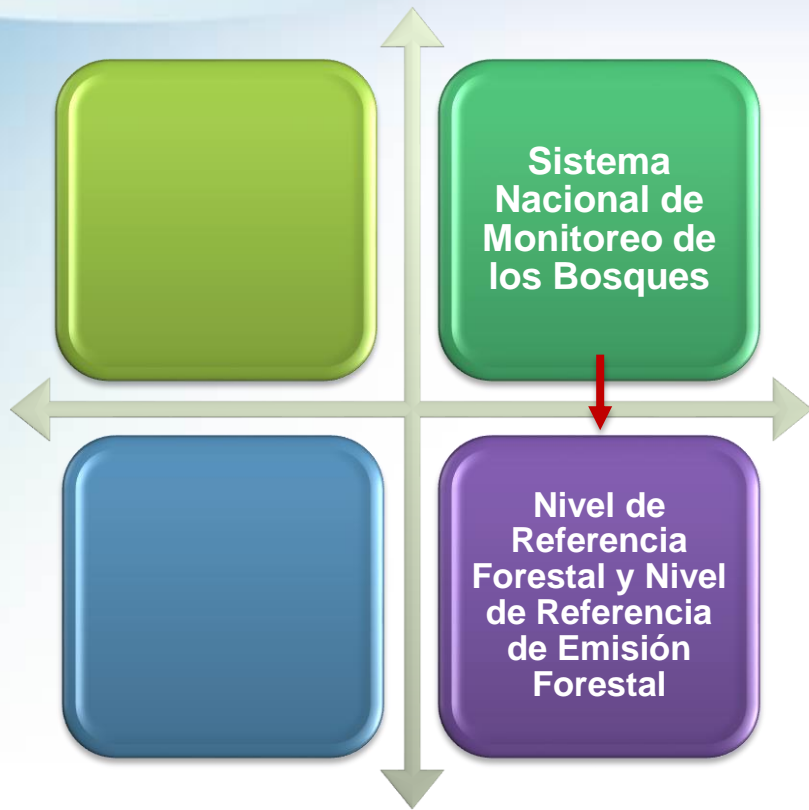 Sistema
Nacional de
Monitoreo de
los Bosques
Nivel de
Referencia
Forestal y Nivel
de Referencia
de Emisión
Forestal